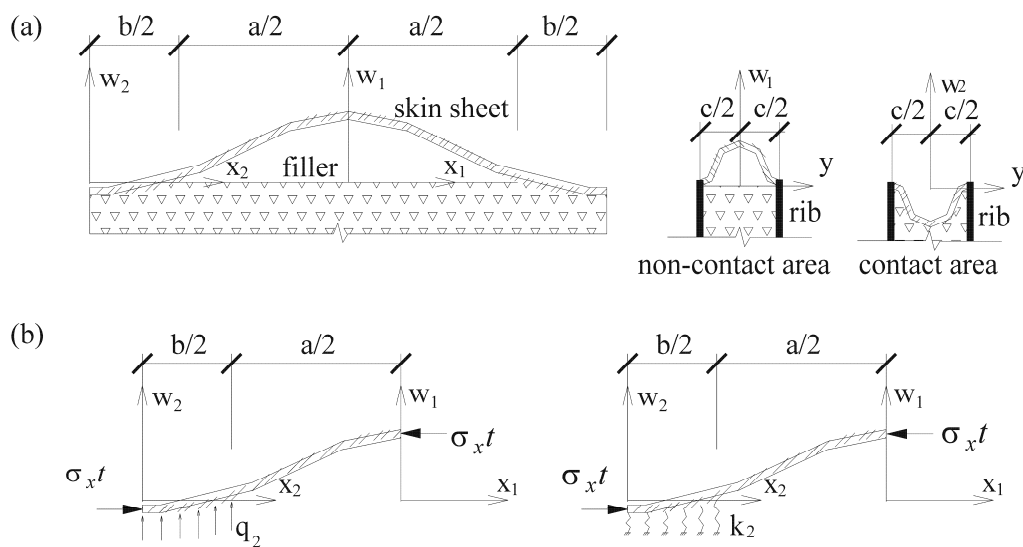 (a)
b/2 a/2 a/2 b/2
w₂ w₁
skin sheet
filler
x₂ x₁
w₁
c/2 c/2
y
rib
non-contact area
w₂
c/2 c/2
y
rib
contact area
(b)
b/2 a/2
w₂ w₁
σₓt
σₓt
x₂ x₁
q₂
b/2 a/2
w₂ w₁
σₓt
σₓt
x₂ x₁
k₂